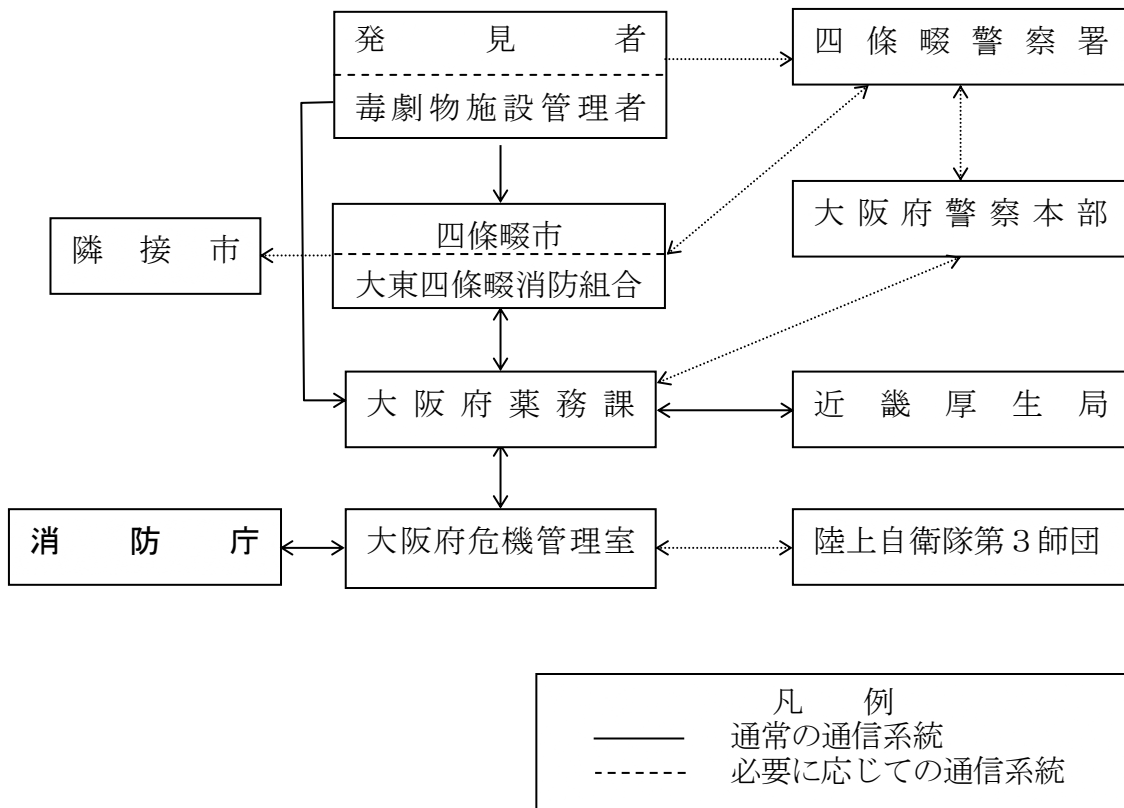 発見者
毒劇物施設管理者
四條畷警察署
大阪府警察本部
隣接市
四條畷市
大東四條畷消防組合
大阪府薬務課
近畿厚生局
消防庁
大阪府危機管理室
陸上自衛隊第3師団
凡例
通常の通信系統
必要に応じての通信系統